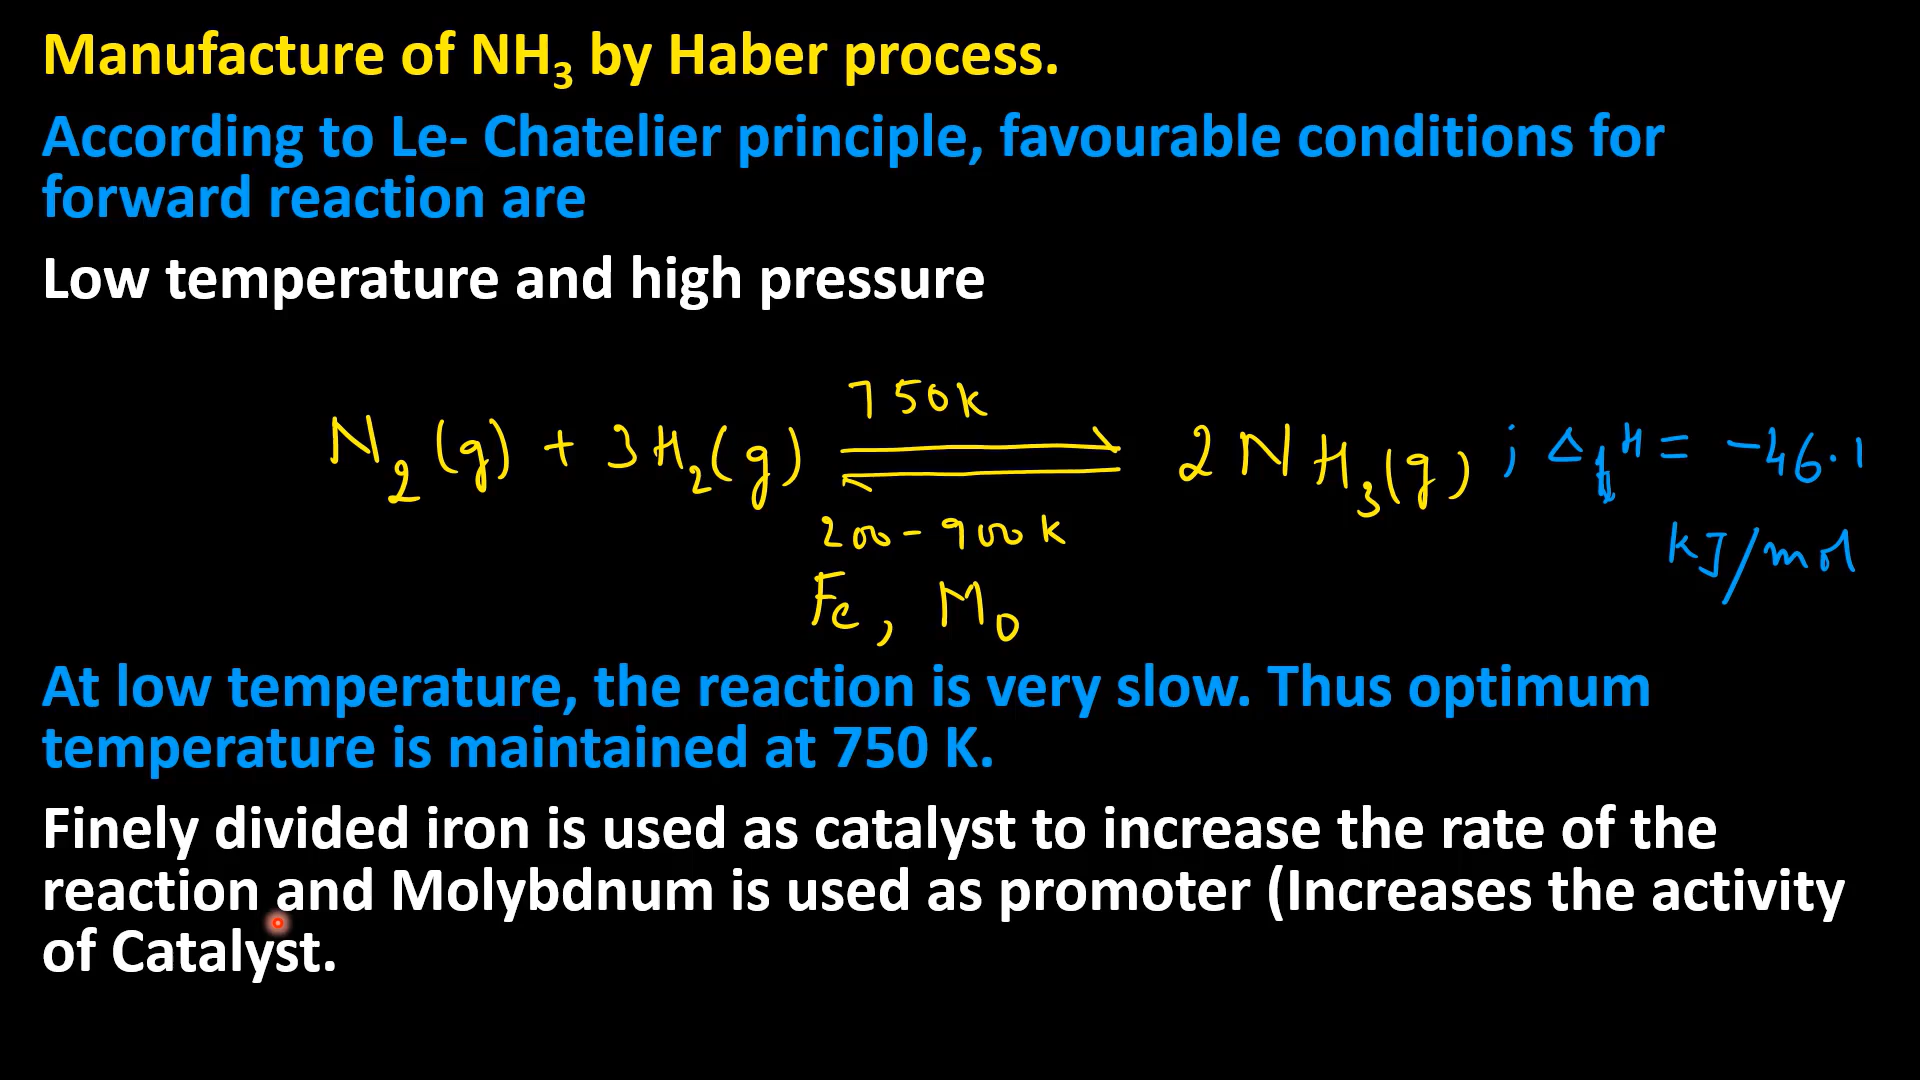 Manufacture of NH₃ by Haber process.
According to Le- Chatelier principle, favourable conditions for
forward reaction are
Low temperature and high pressure
750K
N₂(g) + 3H₂(g) ⇌ 2NH₃(g) ; ΔfH = -46.1
200-900 K
kJ/mol
Fe, Mo
At low temperature, the reaction is very slow. Thus optimum
temperature is maintained at 750 K.
Finely divided iron is used as catalyst to increase the rate of the
reaction and Molybdnum is used as promoter (Increases the activity
of Catalyst.